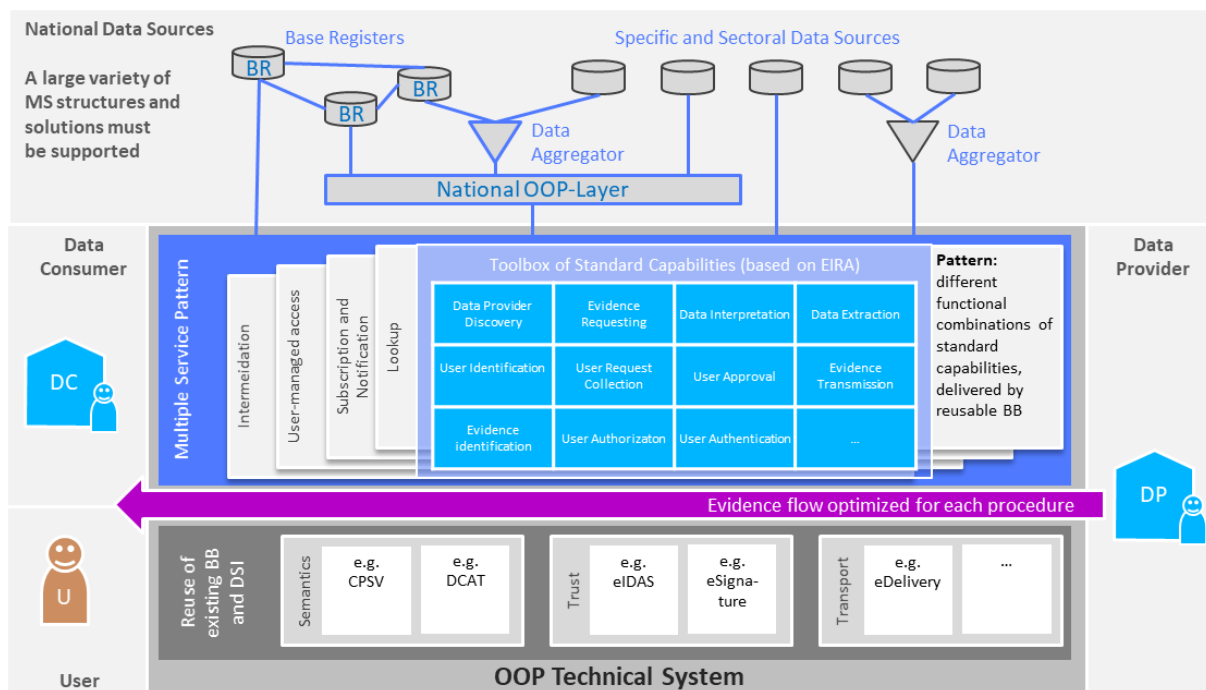 National Data Sources
A large variety of
MS structures and
solutions must
be supported
Base Registers
Specific and Sectoral Data Sources
BR
BR
BR
Data
Aggregator
Data
Aggregator
National OOP-Layer
Data
Consumer
Data
Provider
Multiple Service Pattern
Intermeidation
User-managed access
Subscription and
Notification
Lookup
Toolbox of Standard Capabilities (based on EIRA)
Data Provider
Discovery
Evidence
Requesting
Data Interpretation
Data Extraction
User Identification
User Request
Collection
User Approval
Evidence
Transmission
Evidence
identification
User Authorizaton
User Authentication
...
Pattern:
different
functional
combinations of
standard
capabilities,
delivered by
reusable BB
DC
DP
Evidence flow optimized for each procedure
U
User
Reuse of
existing BB
and DSI
Semantics
e.g.
CPSV
e.g.
DCAT
Trust
e.g.
eIDAS
e.g.
eSigna-
ture
Transport
e.g.
eDelivery
...
OOP Technical System